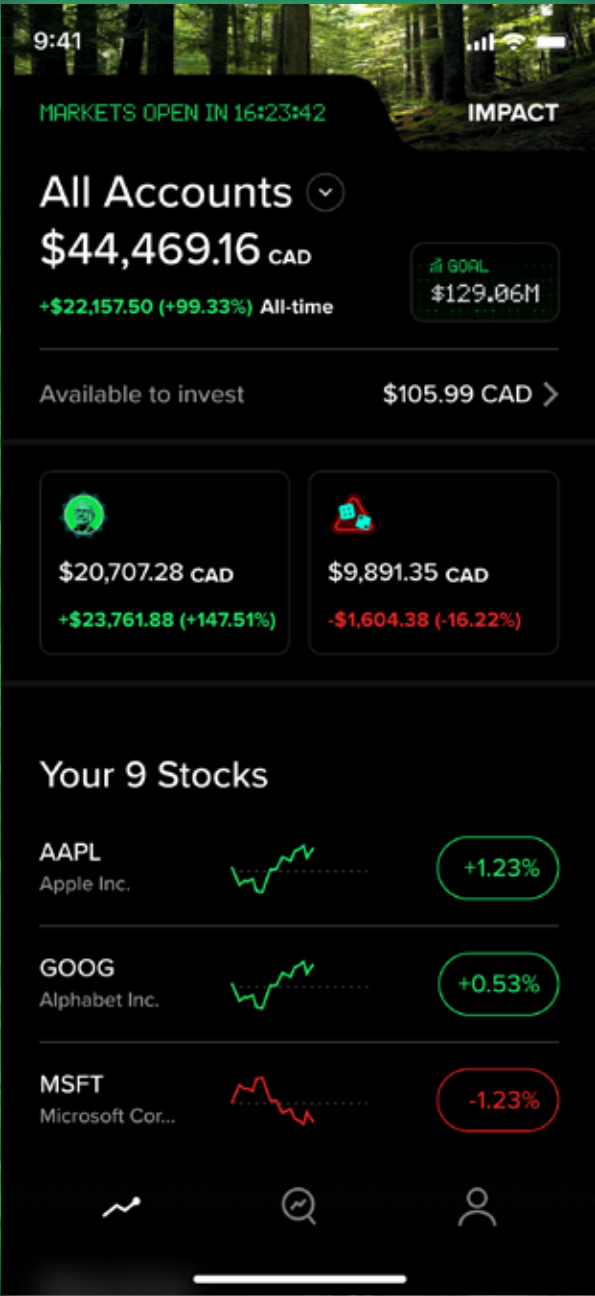 9:41
MARKETS OPEN IN 16:23:42
IMPACT
All Accounts
$44,469.16 CAD
+$22,157.50 (+99.33%) All-time
GOAL
$129.06M
Available to invest
$105.99 CAD
$20,707.28 CAD
+$23,761.88 (+147.51%)
$9,891.35 CAD
-$1,604.38 (-16.22%)
Your 9 Stocks
AAPL
Apple Inc.
+1.23%
GOOG
Alphabet Inc.
+0.53%
MSFT
Microsoft Cor...
-1.23%